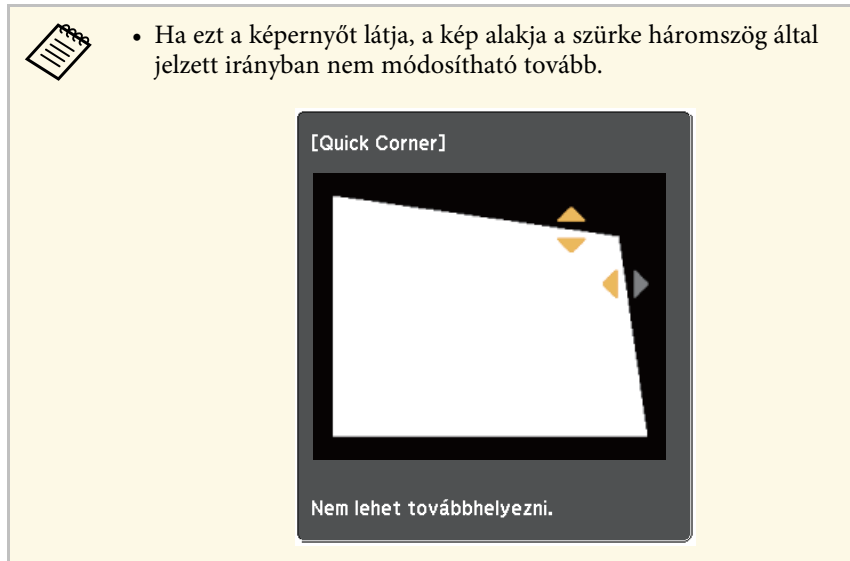 • Ha ezt a képernyőt látja, a kép alakja a szürke háromszög által
jelzett irányban nem módosítható tovább.
[Quick Corner]
Nem lehet továbbhelyezni.